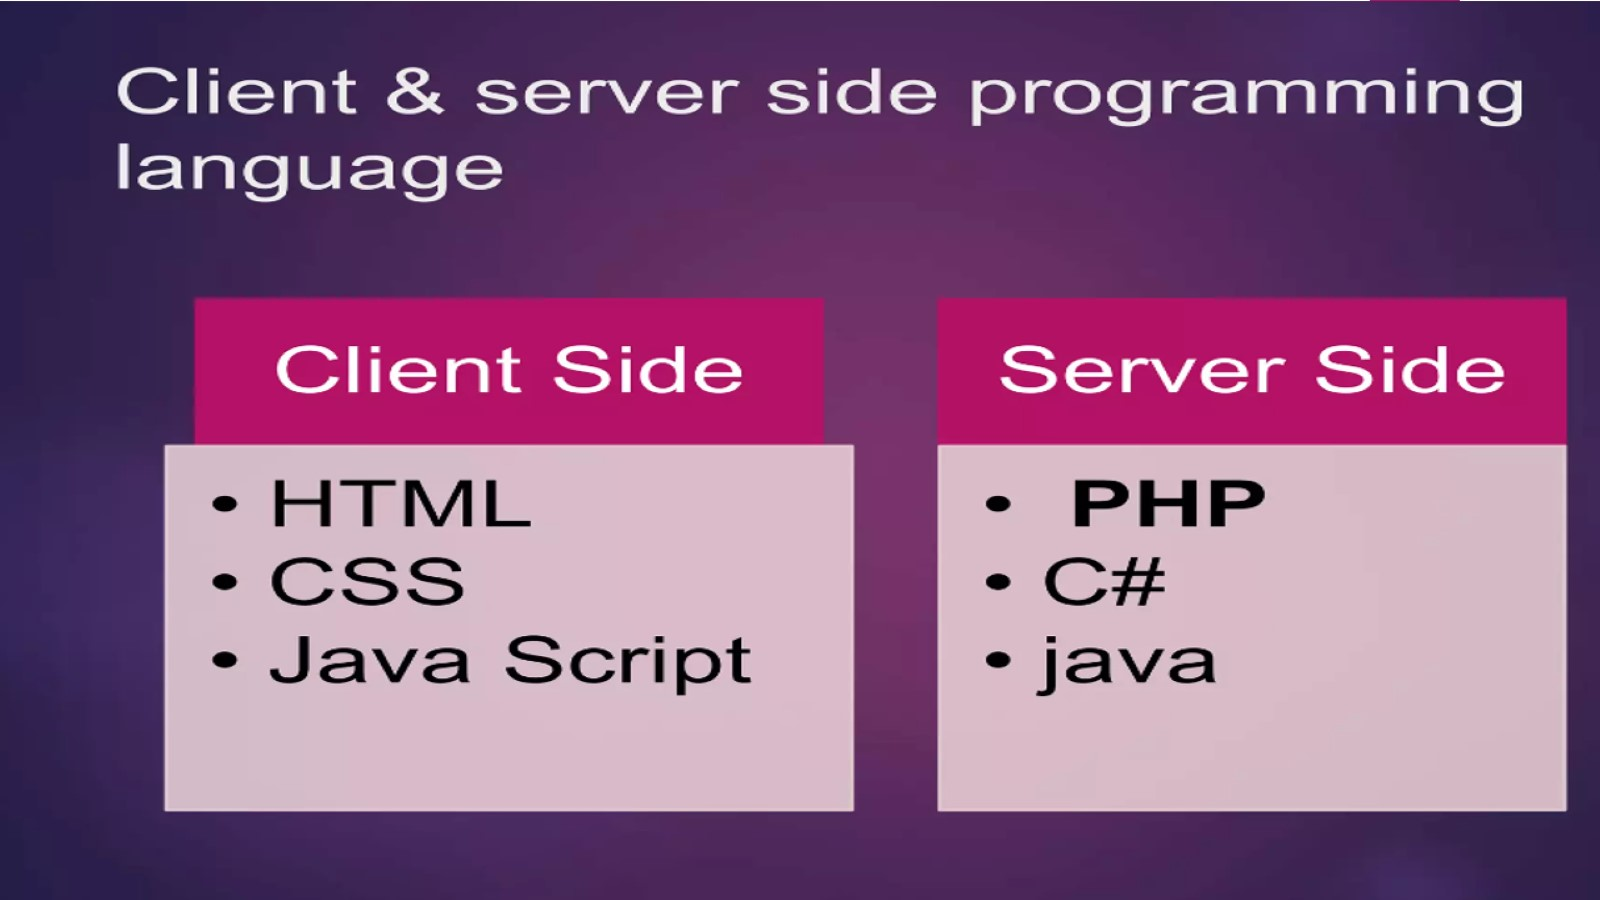 Client & server side programming
language
Client Side
• HTML
• CSS
• Java Script
Server Side
• PHP
• C#
• java